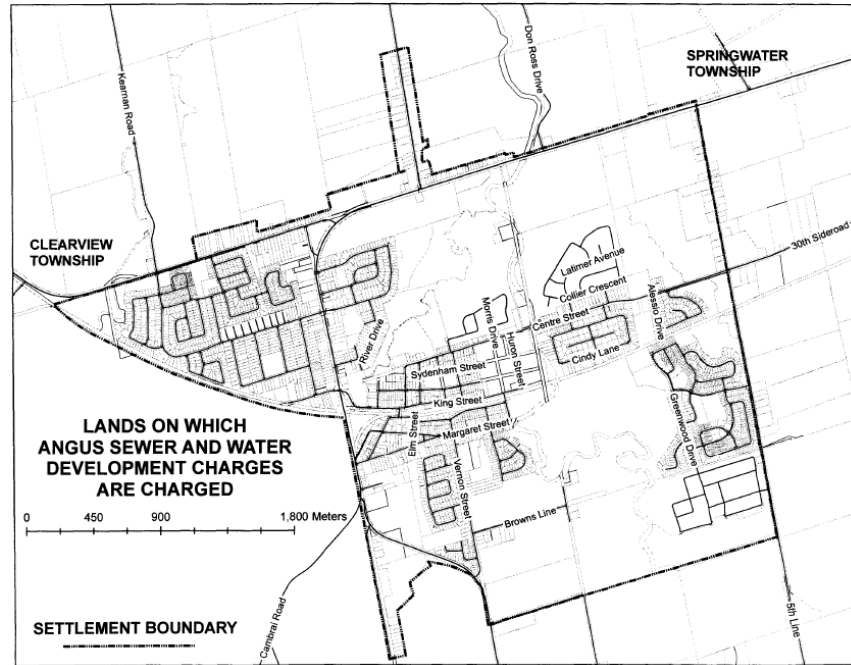 Kearnan Road
Don Ross Drive
SPRINGWATER
TOWNSHIP
CLEARVIEW
TOWNSHIP
30th Sideroad
Latimer Avenue
Collier Crescent
Alessio Drive
Centre Street
Morris Drive
Huron Street
River Drive
Cindy Lane
Sydenham Street
King Street
Elm Street
Margaret Street
Greenwood Drive
Vernon Street
Browns Line
LANDS ON WHICH
ANGUS SEWER AND WATER
DEVELOPMENT CHARGES
ARE CHARGED
0 450 900 1,800 Meters
Cambral Road
5th Line
SETTLEMENT BOUNDARY